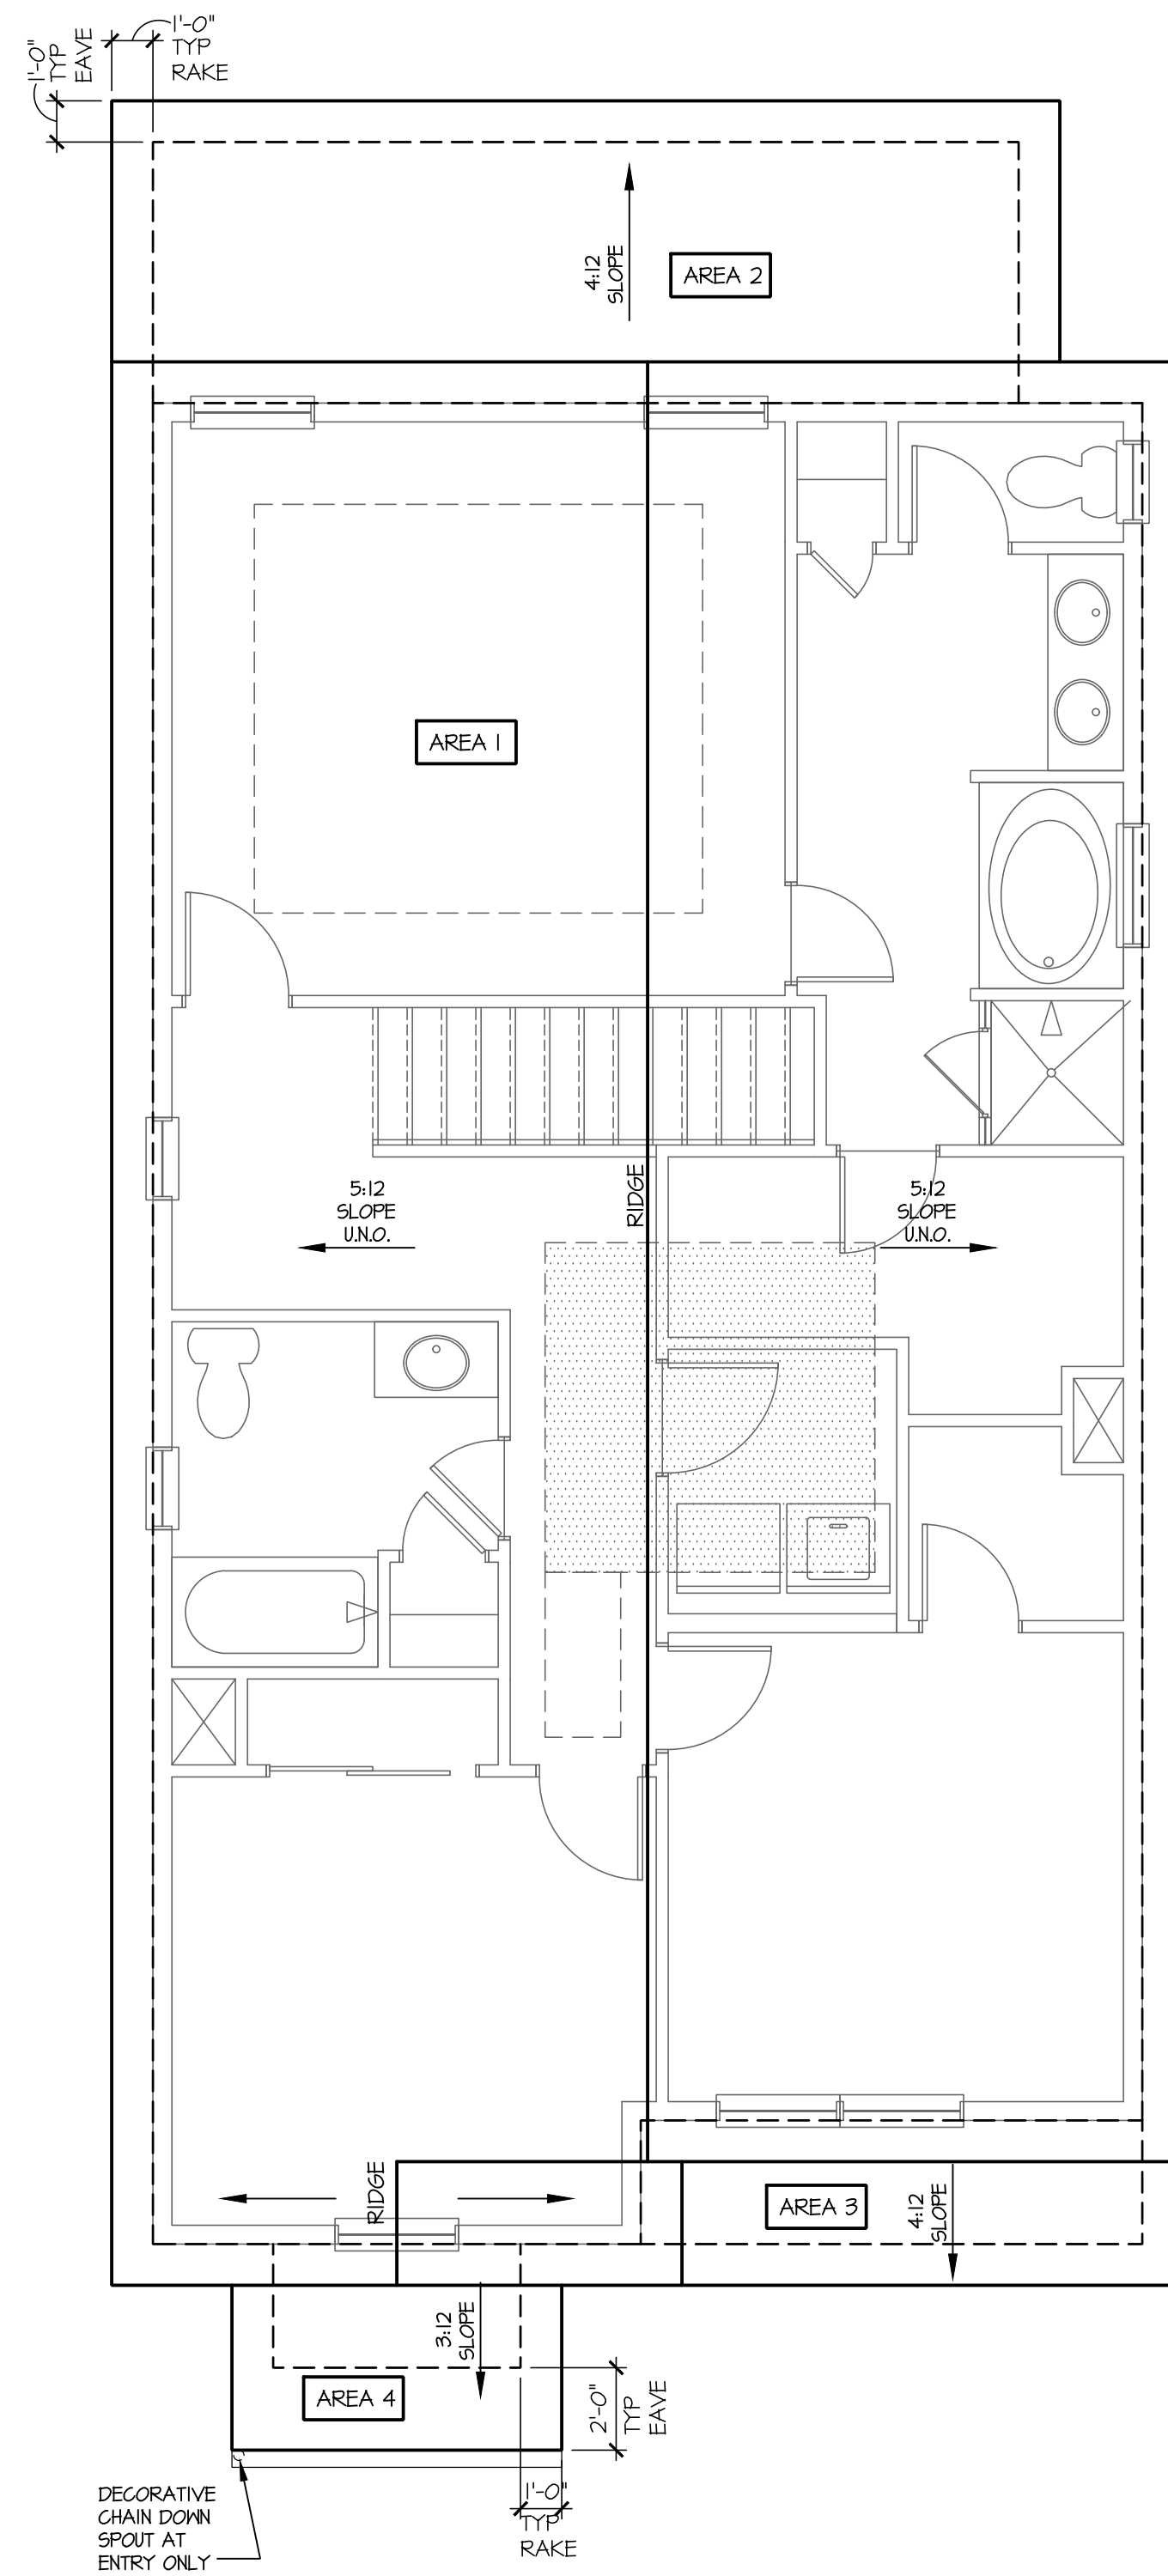 1'-0"
TYP
RAKE
1'-0"
TYP
EAVE
4:12
SLOPE
AREA 2
AREA 1
RIDGE
5:12
SLOPE
U.N.O.
5:12
SLOPE
U.N.O.
RIDGE
AREA 3
4:12
SLOPE
3:12
SLOPE
AREA 4
2'-0"
TYP
EAVE
1'-0"
TYP
RAKE
DECORATIVE
CHAIN DOWN
SPOUT AT
ENTRY ONLY